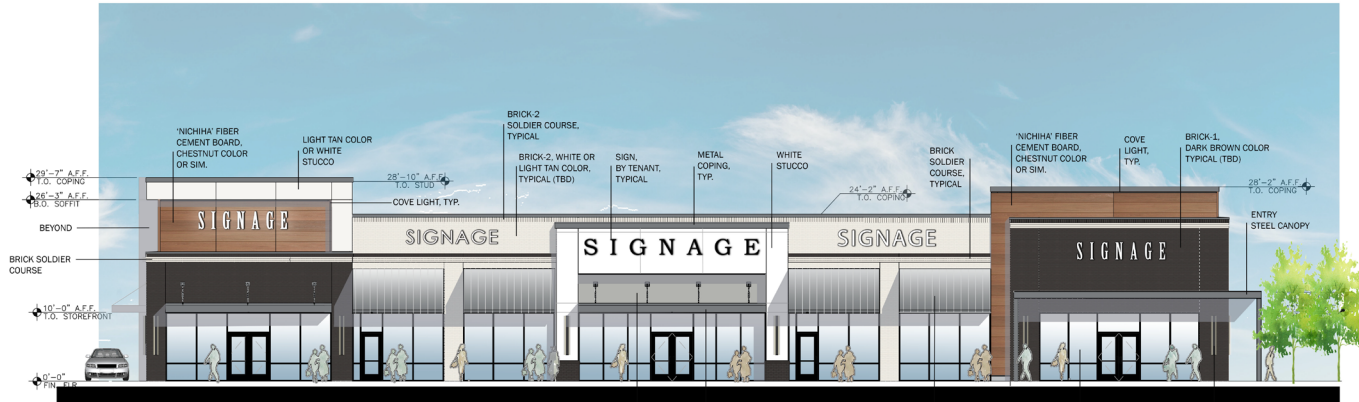 'NICHIHA' FIBER
CEMENT BOARD,
CHESTNUT COLOR
OR SIM.
LIGHT TAN COLOR
OR WHITE
STUCCO
BRICK-2
SOLDIER COURSE,
TYPICAL
BRICK-2, WHITE OR
LIGHT TAN COLOR,
TYPICAL (TBD)
SIGN,
BY TENANT,
TYPICAL
METAL
COPING,
TYP.
WHITE
STUCCO
BRICK
SOLDIER
COURSE,
TYPICAL
'NICHIHA' FIBER
CEMENT BOARD,
CHESTNUT COLOR
OR SIM.
COVE
LIGHT,
TYP.
BRICK-1,
DARK BROWN COLOR
TYPICAL (TBD)
29'-7" A.F.F.
T.O. COPING
28'-10" A.F.F.
T.O. STUD
24'-2" A.F.F.
T.O. COPING
28'-2" A.F.F.
T.O. COPING
26'-3" A.F.F.
B.O. SOFFIT
COVE LIGHT, TYP.
ENTRY
STEEL CANOPY
BEYOND
SIGNAGE
SIGNAGE
SIGNAGE
SIGNAGE
SIGNAGE
BRICK SOLDIER
COURSE
10'-0" A.F.F.
T.O. STOREFRONT
0'-0"
FIN. FLR.